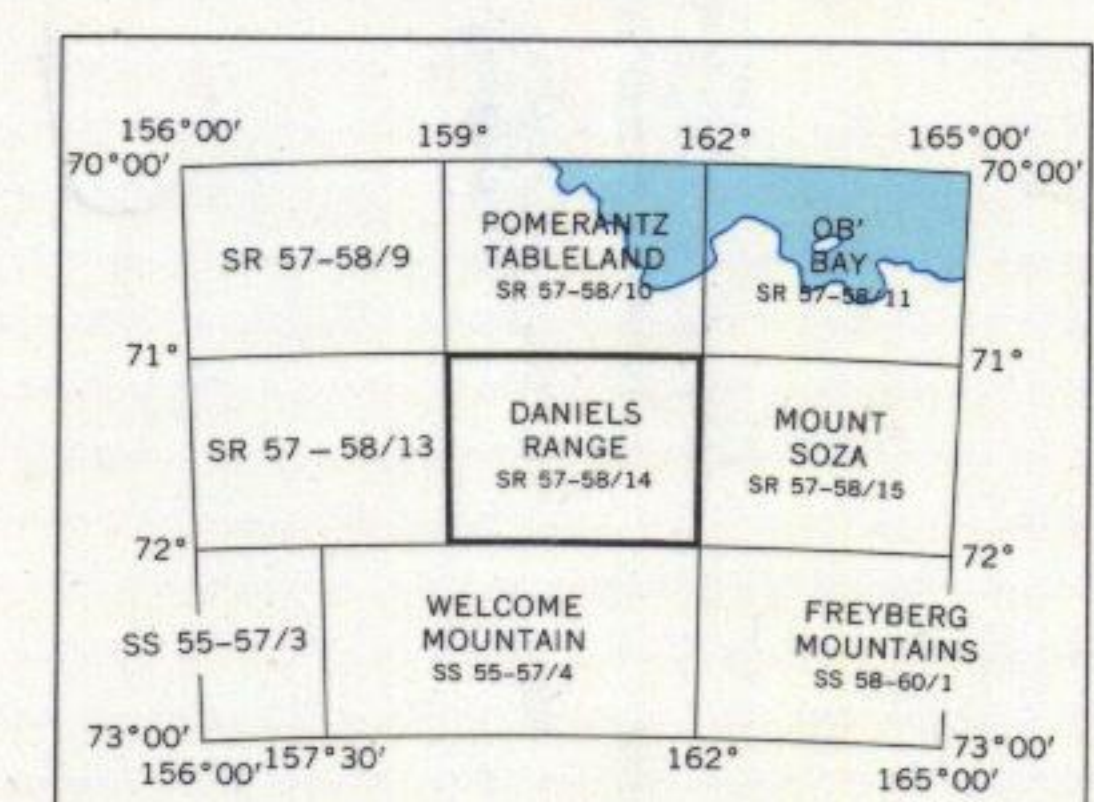 156°00′ 159° 162° 165°00′
70°00′ 70°00′
SR 57–58/9
POMERANTZ
TABLELAND
SR 57–58/10
OB'
BAY
SR 57–58/11
71° 71°
SR 57 – 58/13
DANIELS
RANGE
SR 57–58/14
MOUNT
SOZA
SR 57–58/15
72° 72°
SS 55–57/3
WELCOME
MOUNTAIN
SS 55–57/4
FREYBERG
MOUNTAINS
SS 58–60/1
73°00′ 73°00′
156°00′ 157°30′ 162° 165°00′